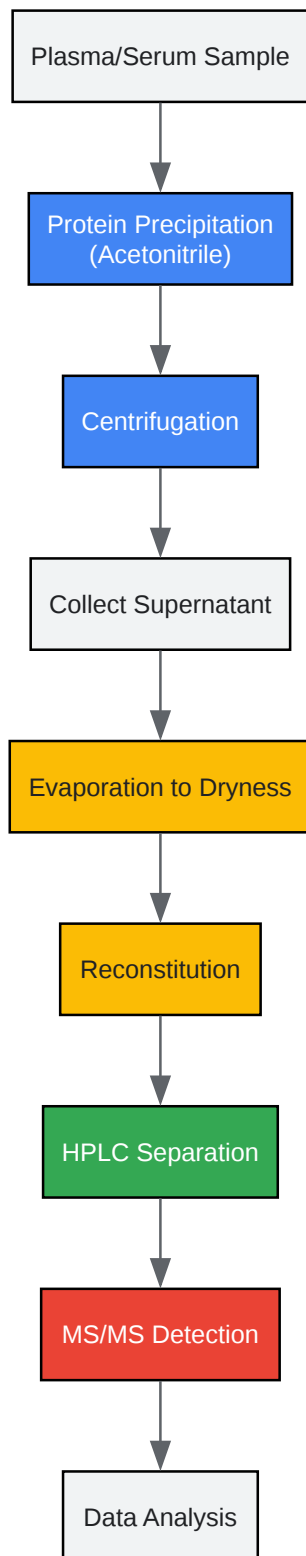 Plasma/Serum Sample
Protein Precipitation
(Acetonitrile)
Centrifugation
Collect Supernatant
Evaporation to Dryness
Reconstitution
HPLC Separation
MS/MS Detection
Data Analysis